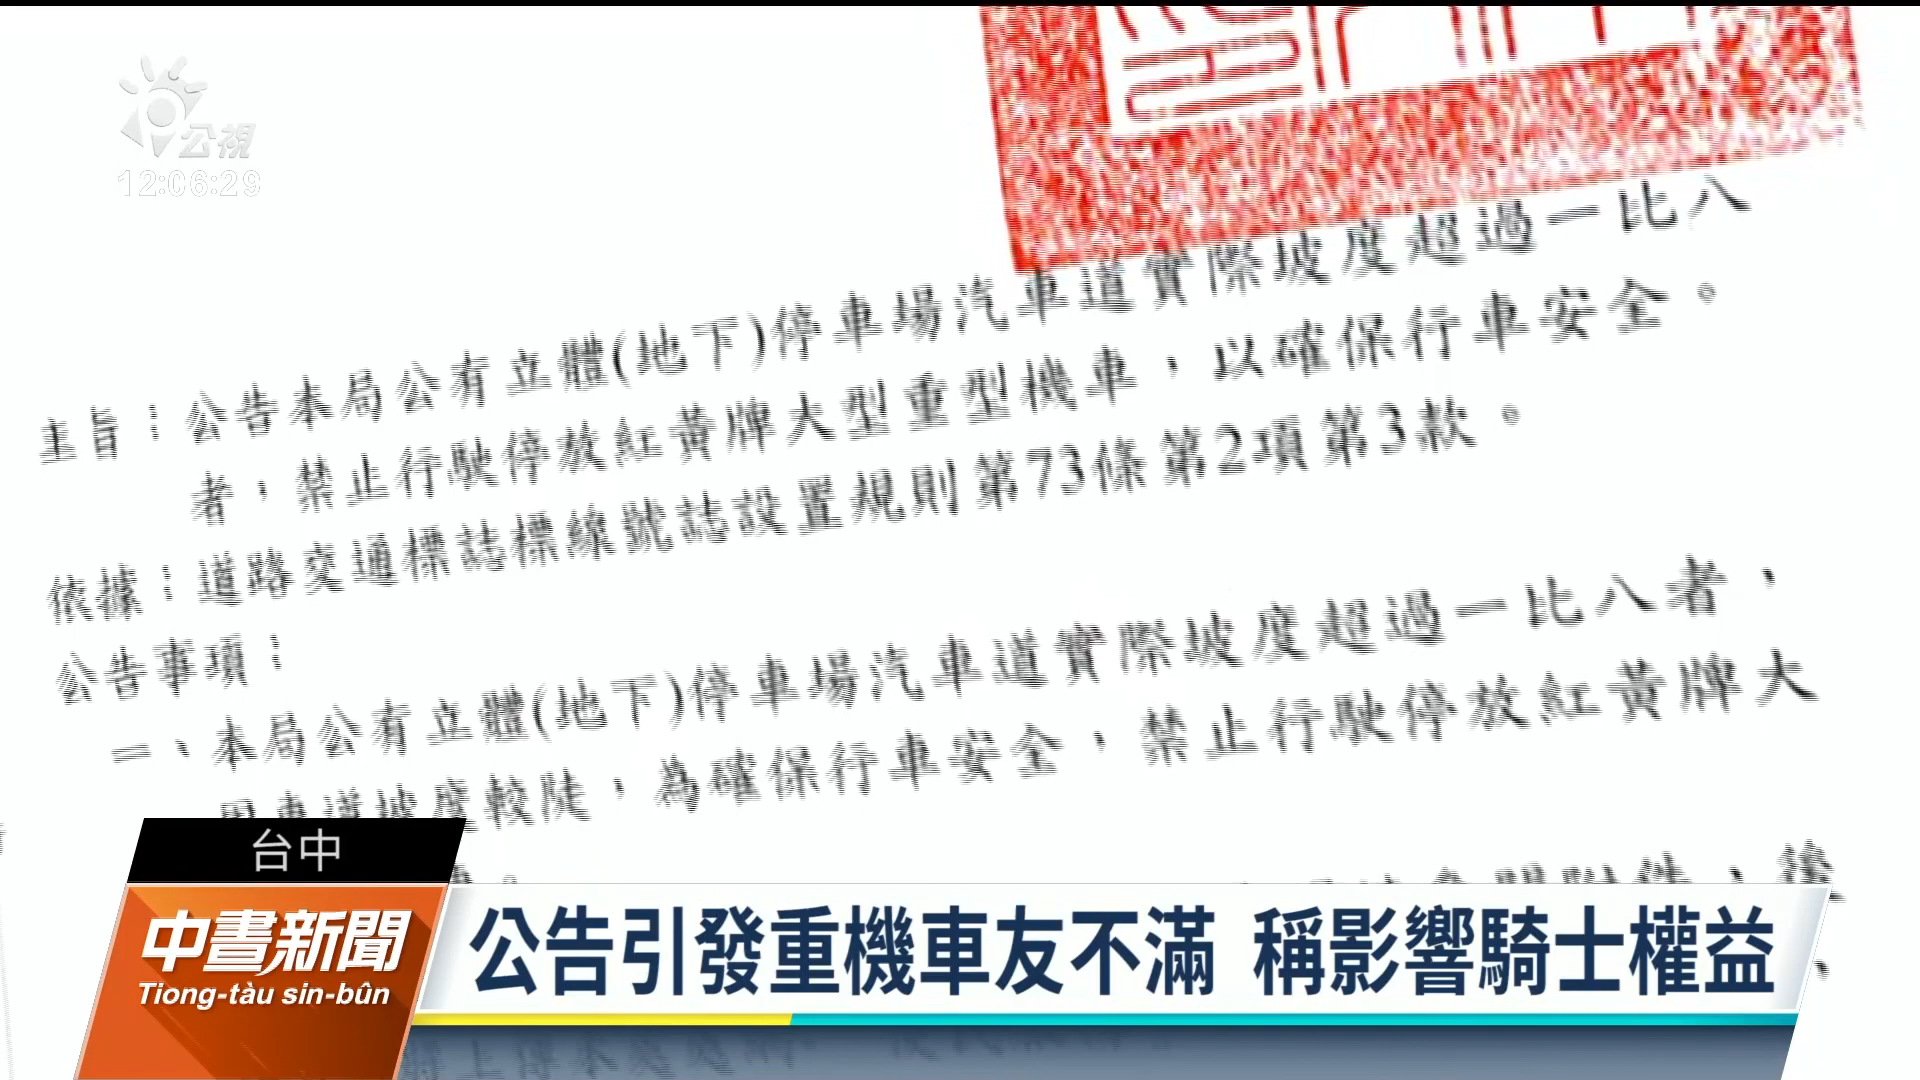 公視
12:06:29
主旨：公告本局公有立體(地下)停車場汽車道實際坡度超過一比八
者，禁止行駛停放紅黃牌大型重型機車，以確保行車安全。
依據：道路交通標誌標線號誌設置規則第73條第2項第3款。
公告事項：
一、本局公有立體(地下)停車場汽車道實際坡度超過一比八者，
因車道坡度較陡，為確保行車安全，禁止行駛停放紅黃牌大
台中
中晝新聞
Tiong-tàu sin-bûn
公告引發重機車友不滿 稱影響騎士權益